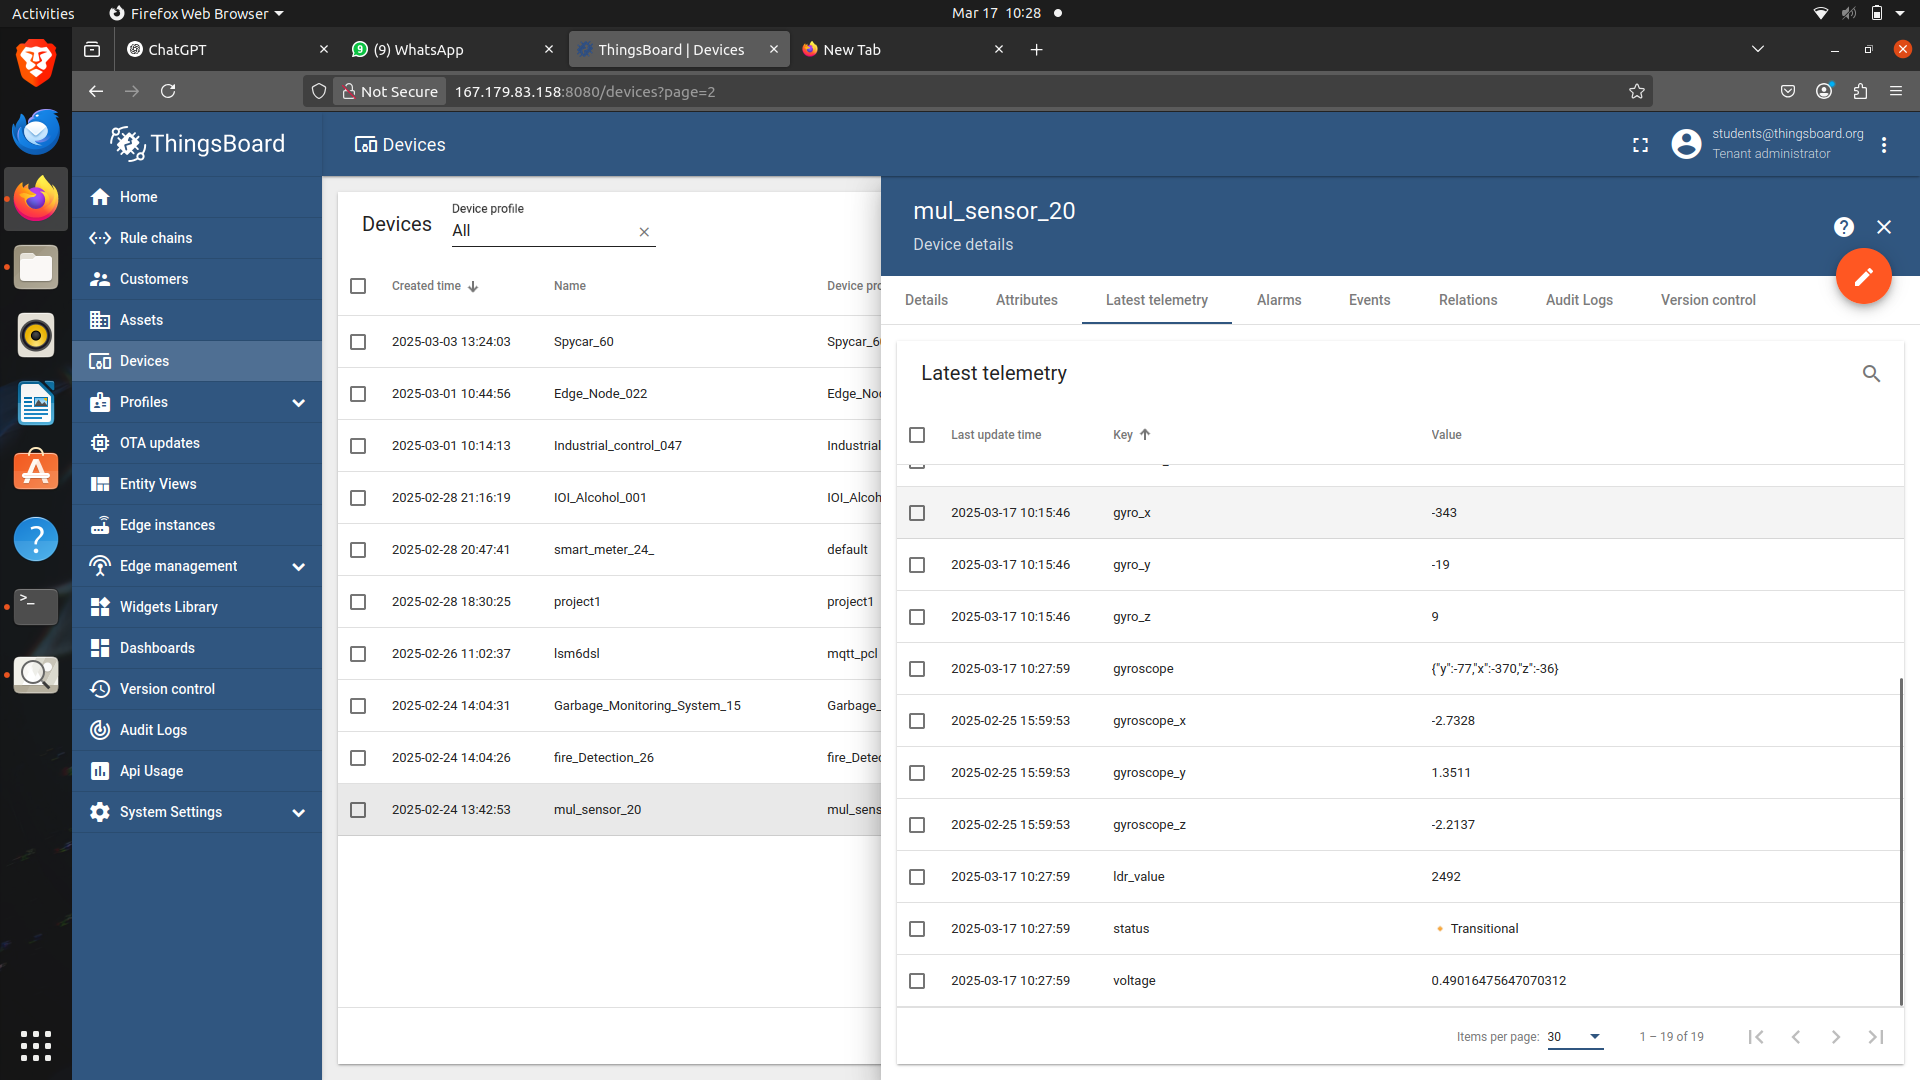 Activities
Firefox Web Browser
Mar 17 10:28
ChatGPT
(9) WhatsApp
ThingsBoard | Devices
New Tab
Not Secure
167.179.83.158:8080/devices?page=2
ThingsBoard
Devices
students@thingsboard.org
Tenant administrator
Home
Rule chains
Customers
Assets
Devices
Profiles
OTA updates
Entity Views
Edge instances
Edge management
Widgets Library
Dashboards
Version control
Audit Logs
Api Usage
System Settings
Devices
Device profile
All
Created time Name Device pro
2025-03-03 13:24:03 Spycar_60 Spycar_6
2025-03-01 10:44:56 Edge_Node_022 Edge_No
2025-03-01 10:14:13 Industrial_control_047 Industrial
2025-02-28 21:16:19 IOI_Alcohol_001 IOI_Alcoh
2025-02-28 20:47:41 smart_meter_24_ default
2025-02-28 18:30:25 project1 project1
2025-02-26 11:02:37 lsm6dsl mqtt_pcl
2025-02-24 14:04:31 Garbage_Monitoring_System_15 Garbage_
2025-02-24 14:04:26 fire_Detection_26 fire_Detec
2025-02-24 13:42:53 mul_sensor_20 mul_sens
mul_sensor_20
Device details
Details Attributes Latest telemetry Alarms Events Relations Audit Logs Version control
Latest telemetry
Last update time Key Value
2025-03-17 10:15:46 gyro_x -343
2025-03-17 10:15:46 gyro_y -19
2025-03-17 10:15:46 gyro_z 9
2025-03-17 10:27:59 gyroscope {"y":-77,"x":-370,"z":-36}
2025-02-25 15:59:53 gyroscope_x -2.7328
2025-02-25 15:59:53 gyroscope_y 1.3511
2025-02-25 15:59:53 gyroscope_z -2.2137
2025-03-17 10:27:59 ldr_value 2492
2025-03-17 10:27:59 status 🔸 Transitional
2025-03-17 10:27:59 voltage 0.49016475647070312
Items per page: 30 1 – 19 of 19